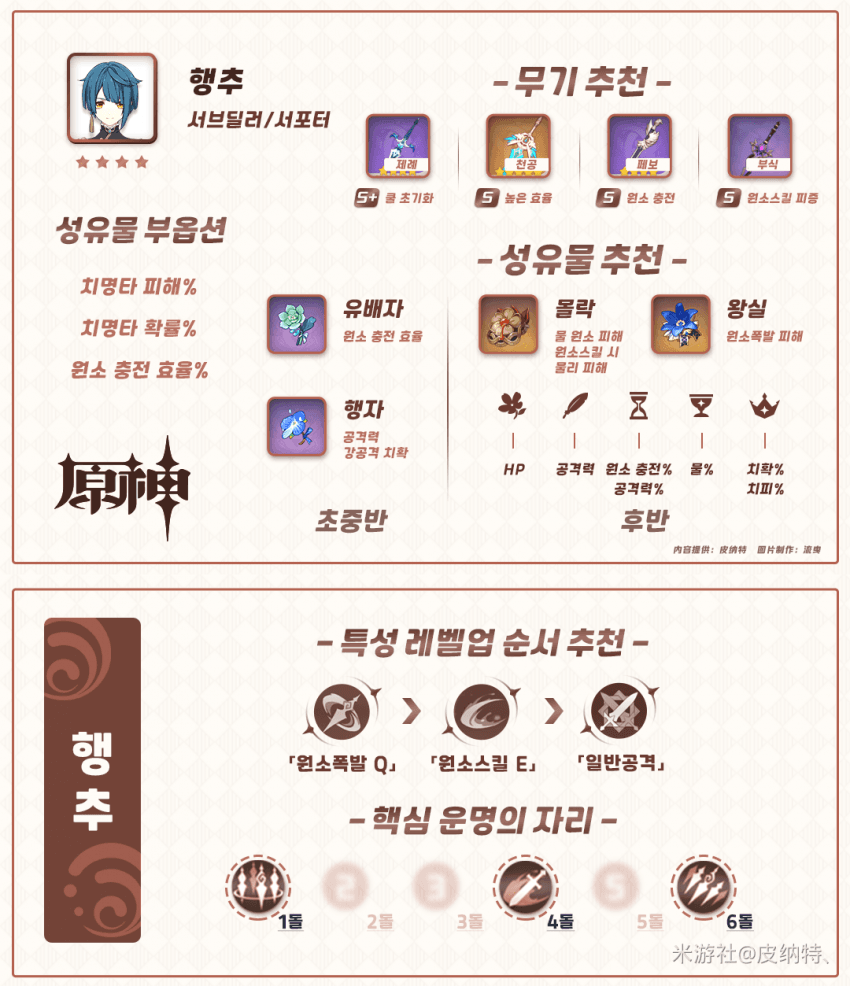 행추
서브딜러/서포터
- 무기 추천 -
제례
천공
페보
부식
S+ 쿨 초기화
S 높은 효율
S 원소 충전
S 원소스킬 피증
성유물 부옵션
치명타 피해%
치명타 확률%
원소 충전 효율%
- 성유물 추천 -
유배자
원소 충전 효율
행자
공격력
강공격 치확
초중반
몰락
물 원소 피해
원소스킬 시
물리 피해
왕실
원소폭발 피해
HP
공격력
원소 충전%
공격력%
물%
치확%
치피%
후반
原神
内容提供：皮纳特 图片制作：流曳
행추
- 특성 레벨업 순서 추천 -
「원소폭발 Q」
「원소스킬 E」
「일반공격」
- 핵심 운명의 자리 -
2
3
5
1돌
2돌
3돌
4돌
5돌
6돌
米游社@皮纳特、